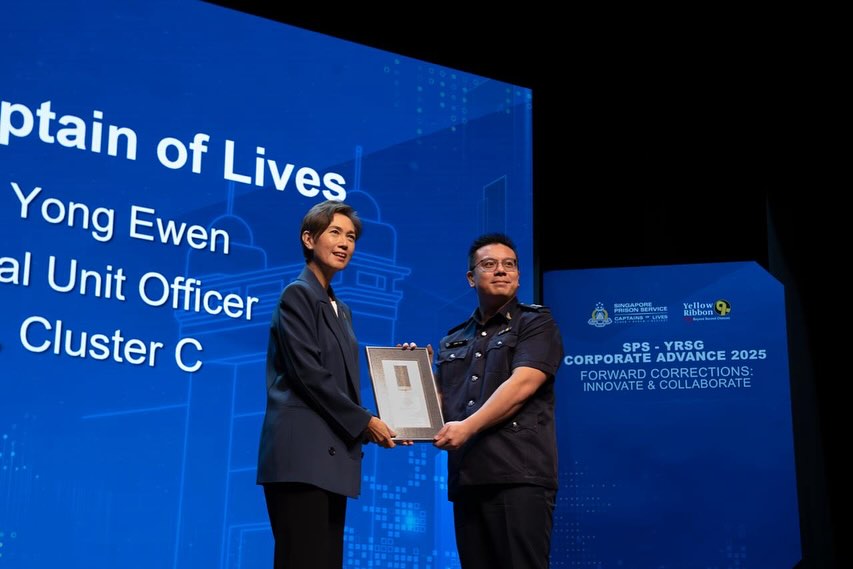 ptain of Lives
Yong Ewen
al Unit Officer
Cluster C
SINGAPORE
PRISON SERVICE
CAPTAINS OF LIVES
Yellow
Ribbon
SPS - YRSG
CORPORATE ADVANCE 2025
FORWARD CORRECTIONS:
INNOVATE & COLLABORATE